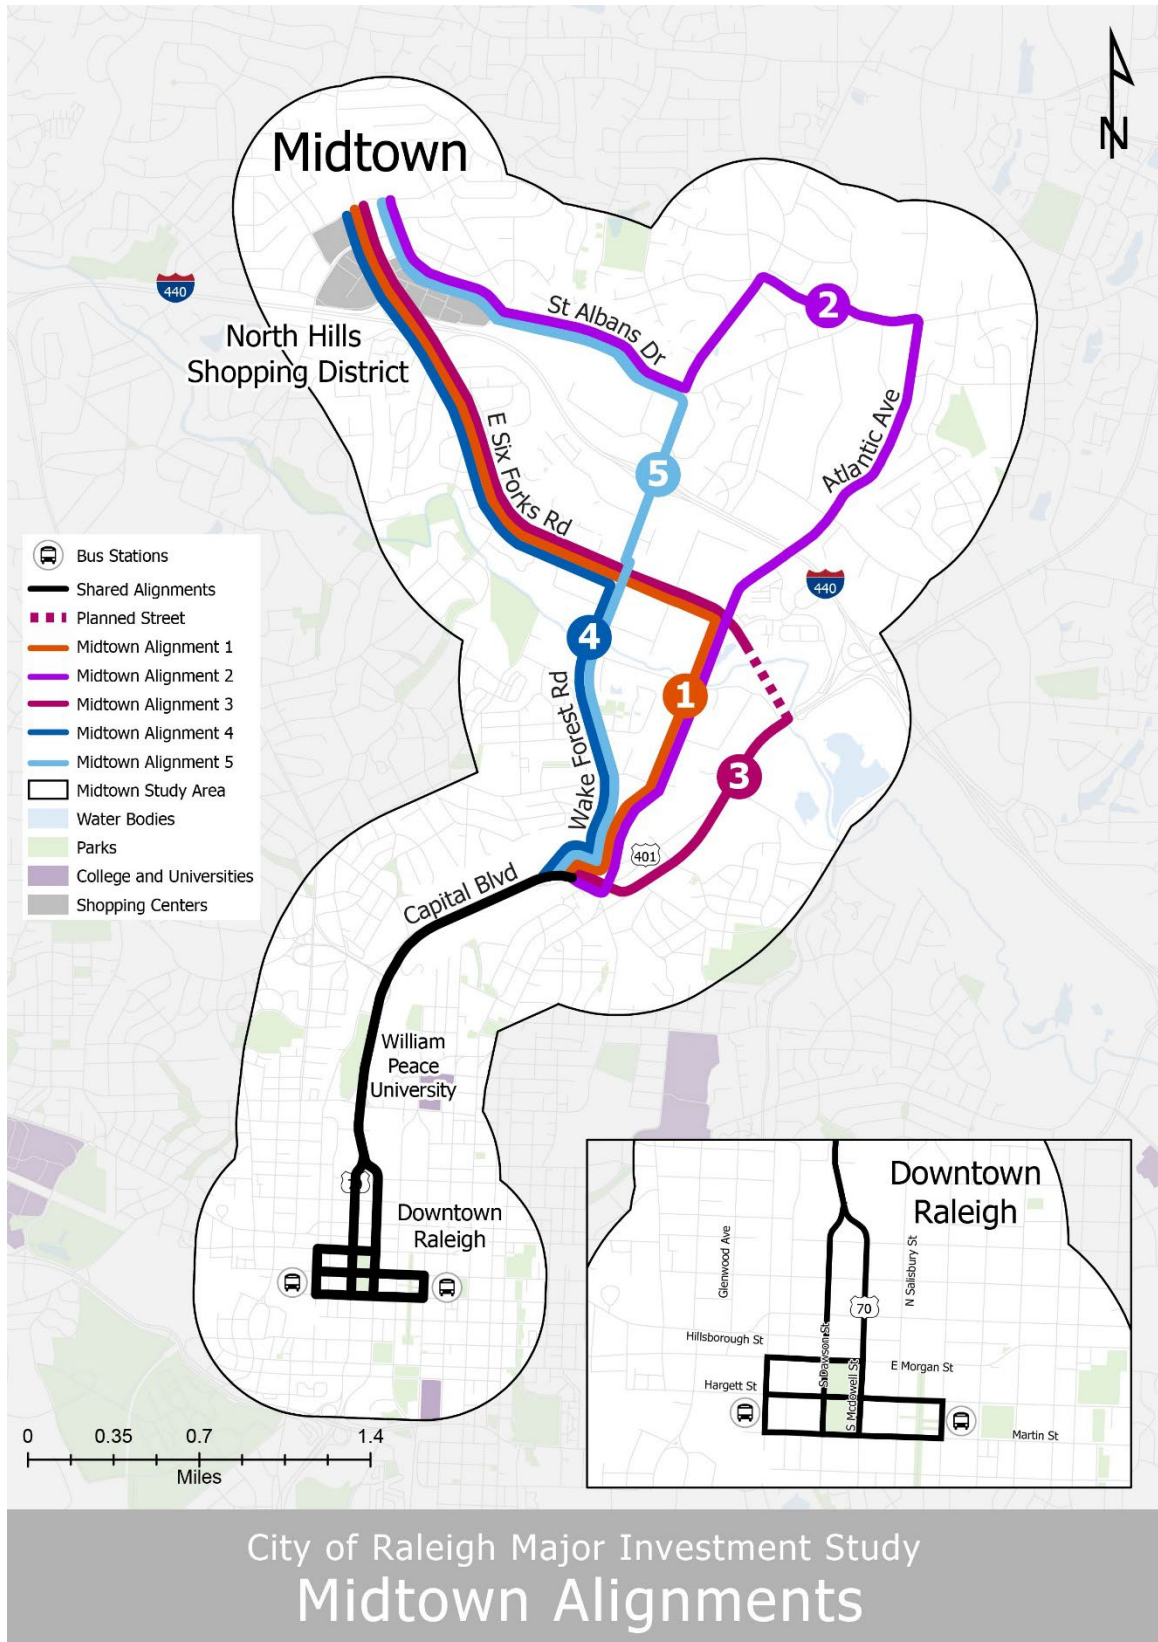 Midtown
N
440
North Hills
Shopping District
St Albans Dr
2
E Six Forks Rd
5
Atlantic Ave
440
4
1
Wake Forest Rd
3
401
Capital Blvd
Bus Stations
Shared Alignments
Planned Street
Midtown Alignment 1
Midtown Alignment 2
Midtown Alignment 3
Midtown Alignment 4
Midtown Alignment 5
Midtown Study Area
Water Bodies
Parks
College and Universities
Shopping Centers
William
Peace
University
Downtown
Raleigh
0 0.35 0.7 1.4
Miles
Downtown
Raleigh
Glenwood Ave
N Salisbury St
70
Hillsborough St
S Dawson St
S Mcdowell St
E Morgan St
Hargett St
Martin St
City of Raleigh Major Investment Study
Midtown Alignments